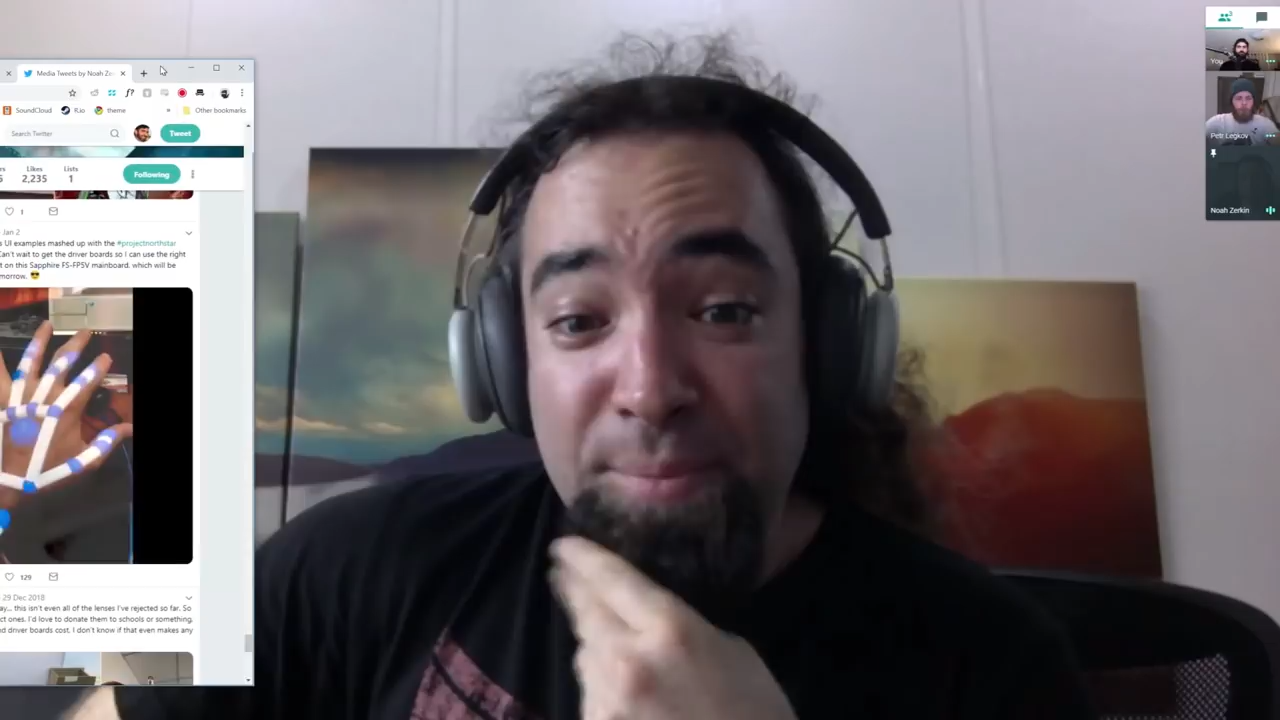 Media Tweets by Noah Ze
SoundCloud
R.io
theme
»
Other bookmarks
Search Twitter
Tweet
Likes
Lists
2,235
1
Following
1
Jan 2
s UI examples mashed up with the #projectnorthstar
Can't wait to get the driver boards so I can use the right
t on this Sapphire FS-FPSV mainboard, which will be
morrow.
129
29 Dec 2018
ay... this isn't even all of the lenses I've rejected so far. So
ct ones. I'd love to donate them to schools or something,
nd driver boards cost. I don't know if that even makes any
You
Petr Legkov
Noah Zerkin